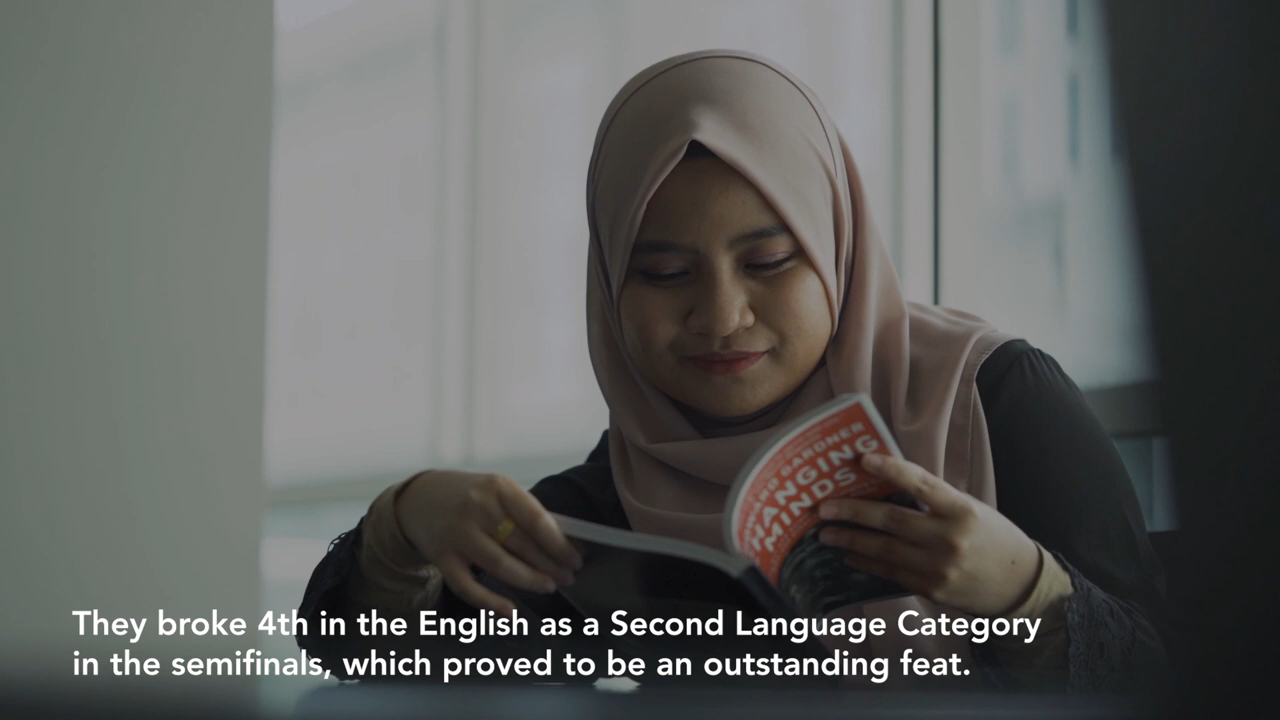 GARDNER
HANGING
MINDS
They broke 4th in the English as a Second Language Category
in the semifinals, which proved to be an outstanding feat.